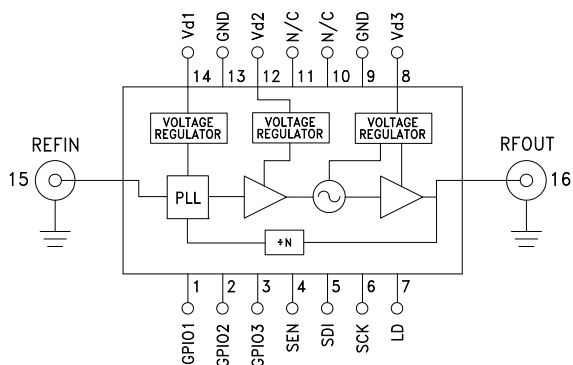 Vd1
GND
Vd2
N/C
N/C
GND
Vd3
14
13
12
11
10
9
8
VOLTAGE
REGULATOR
VOLTAGE
REGULATOR
VOLTAGE
REGULATOR
REFIN
RFOUT
15
16
PLL
÷N
1
2
3
4
5
6
7
GPIO1
GPIO2
GPIO3
SEN
SDI
SCK
LD